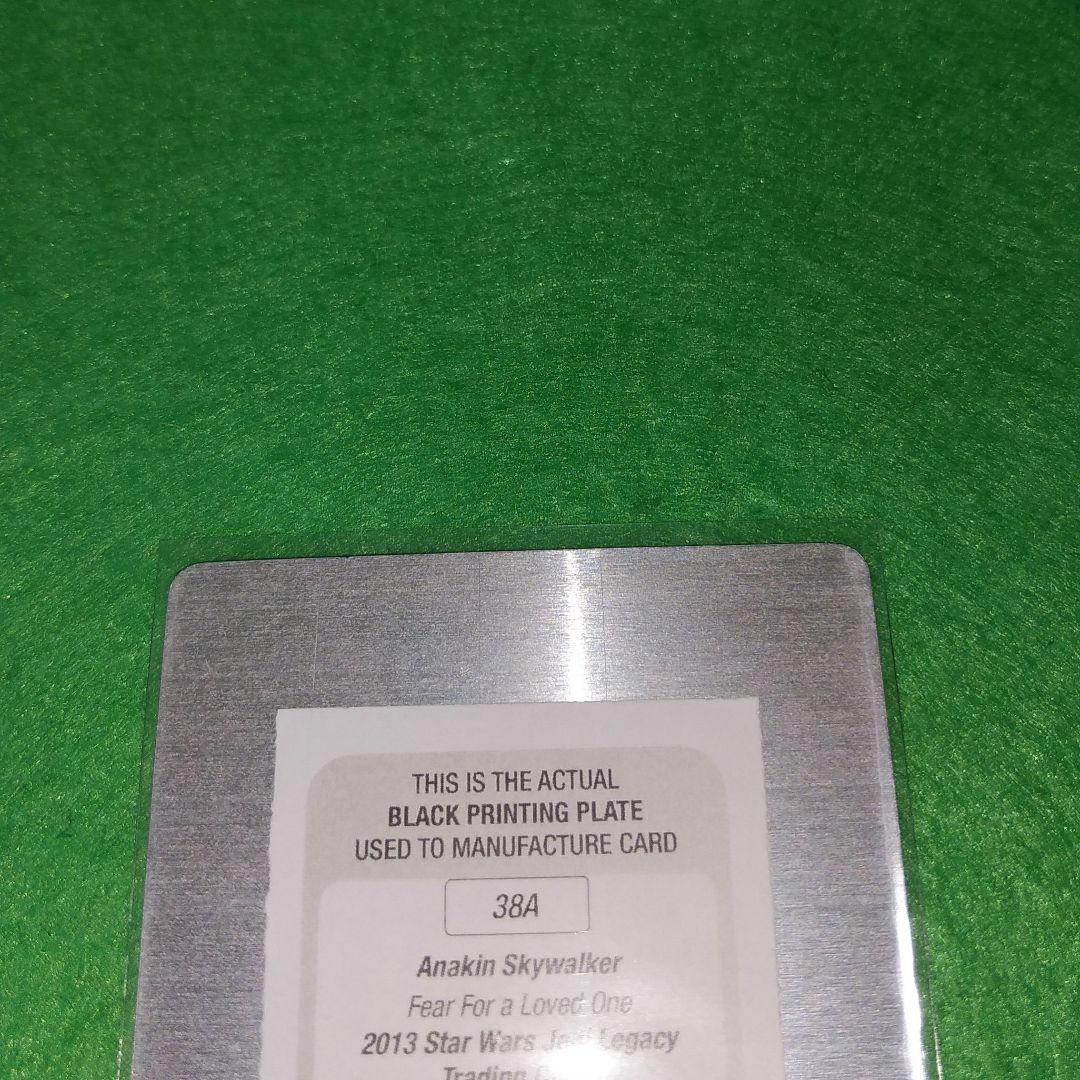 THIS IS THE ACTUAL
BLACK PRINTING PLATE
USED TO MANUFACTURE CARD
38A
Anakin Skywalker
Fear For a Loved One
2013 Star Wars Jedi Legacy
Trading